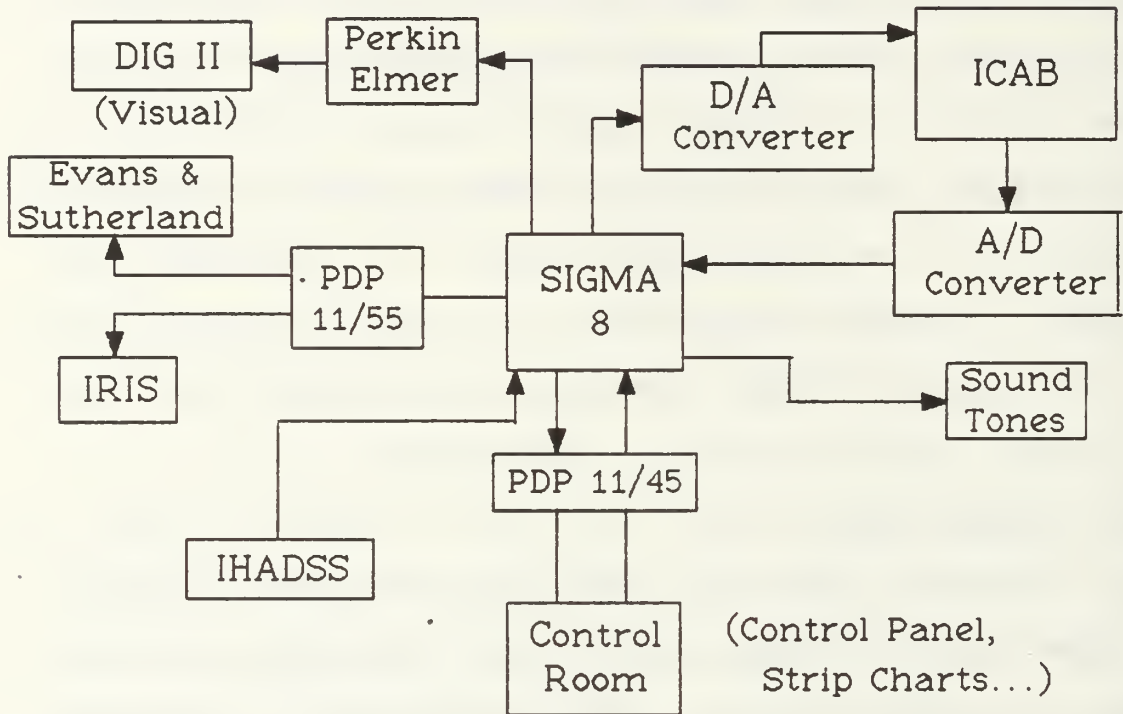 DIG II
(Visual)
Perkin
Elmer
D/A
Converter
ICAB
Evans &
Sutherland
PDP
11/55
SIGMA
8
A/D
Converter
IRIS
Sound
Tones
PDP 11/45
IHADSS
Control
Room
(Control Panel,
Strip Charts...)